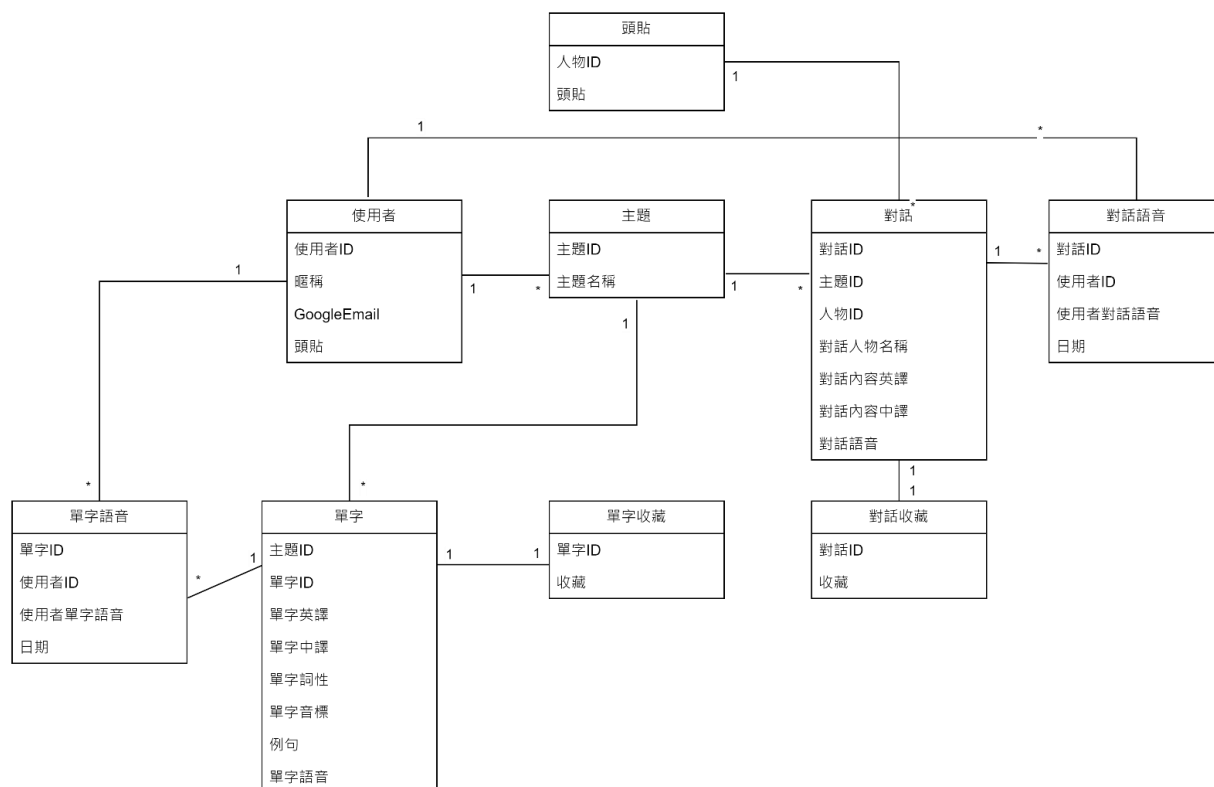 頭貼
人物ID
頭貼
1
1
*
使用者
使用者ID
暱稱
GoogleEmail
頭貼
主題
主題ID
主題名稱
*
對話
對話ID
主題ID
人物ID
對話人物名稱
對話內容英譯
對話內容中譯
對話語音
對話語音
對話ID
使用者ID
使用者對話語音
日期
1
*
1
1
*
1
*
1
1
1
*
*
單字語音
單字ID
使用者ID
使用者單字語音
日期
1
*
單字
主題ID
單字ID
單字英譯
單字中譯
單字詞性
單字音標
例句
單字語音
1
1
單字收藏
單字ID
收藏
對話收藏
對話ID
收藏